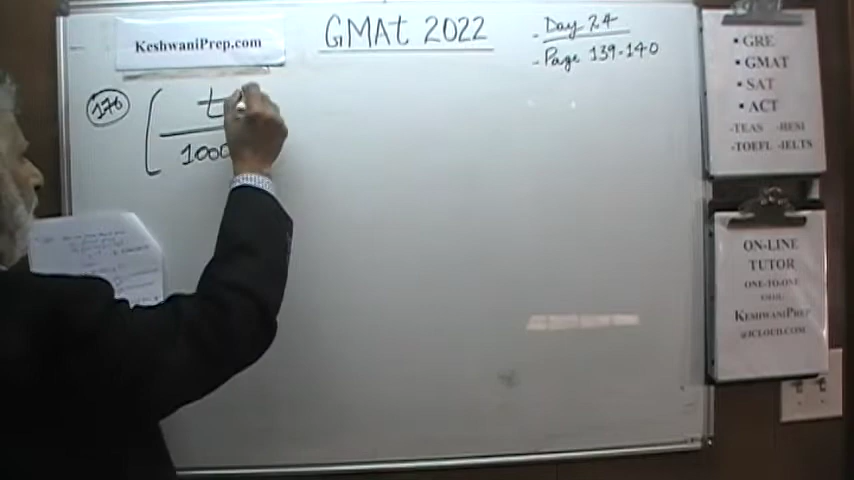 KeshwaniPrep.com
GMAt 2022
- Day 24
- Page 139-140
176
t
1000
• GRE
• GMAT
• SAT
• ACT
-TEAS -HESI
-TOEFL -IELTS
ON-LINE
TUTOR
ONE-TO-ONE
KESHWANIPREP
@ICLOUD.COM